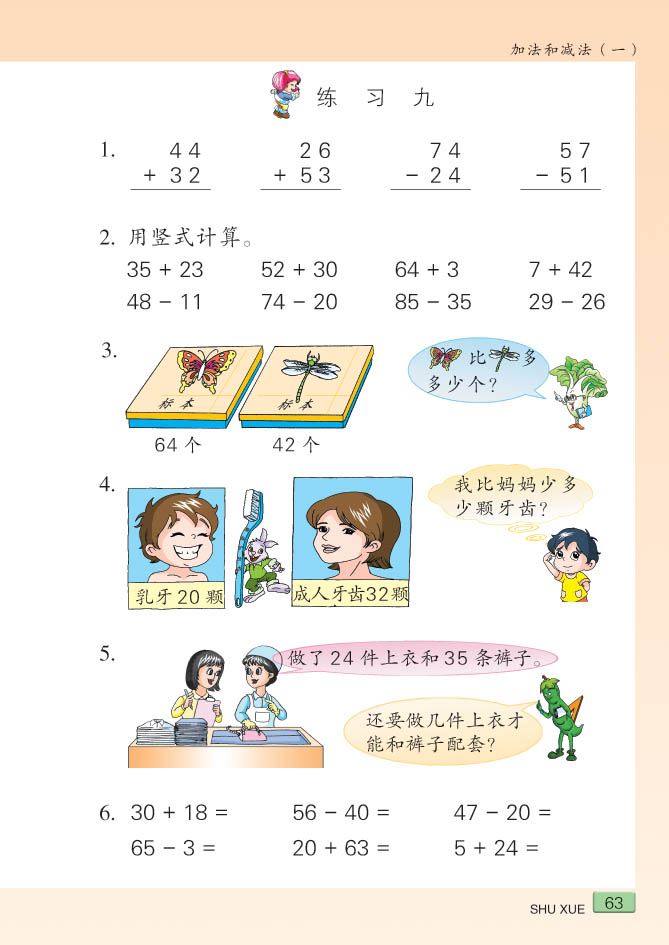 加法和减法（一）
练 习 九
1. 44 26 74 57
+ 32 + 53 - 24 - 51
2. 用竖式计算。
35 + 23 52 + 30 64 + 3 7 + 42
48 - 11 74 - 20 85 - 35 29 - 26
3.
比 多
多少个？
标本 标本
64 个 42 个
4.
我比妈妈少多
少颗牙齿？
乳牙 20 颗 成人牙齿32颗
5.
做了 24 件上衣和 35 条裤子。
还要做几件上衣才
能和裤子配套？
6. 30 + 18 = 56 - 40 = 47 - 20 =
65 - 3 = 20 + 63 = 5 + 24 =
SHU XUE 63